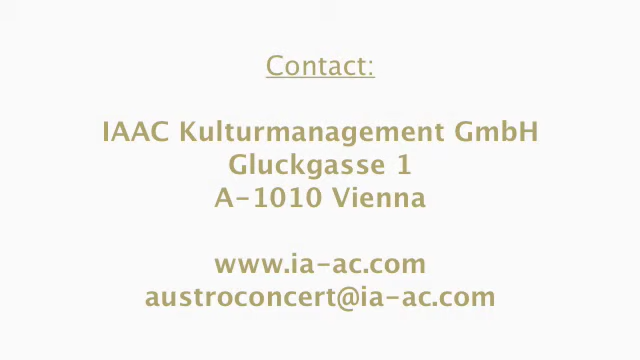 Contact:
IAAC Kulturmanagement GmbH
Gluckgasse 1
A-1010 Vienna
www.ia-ac.com
austroconcert@ia-ac.com